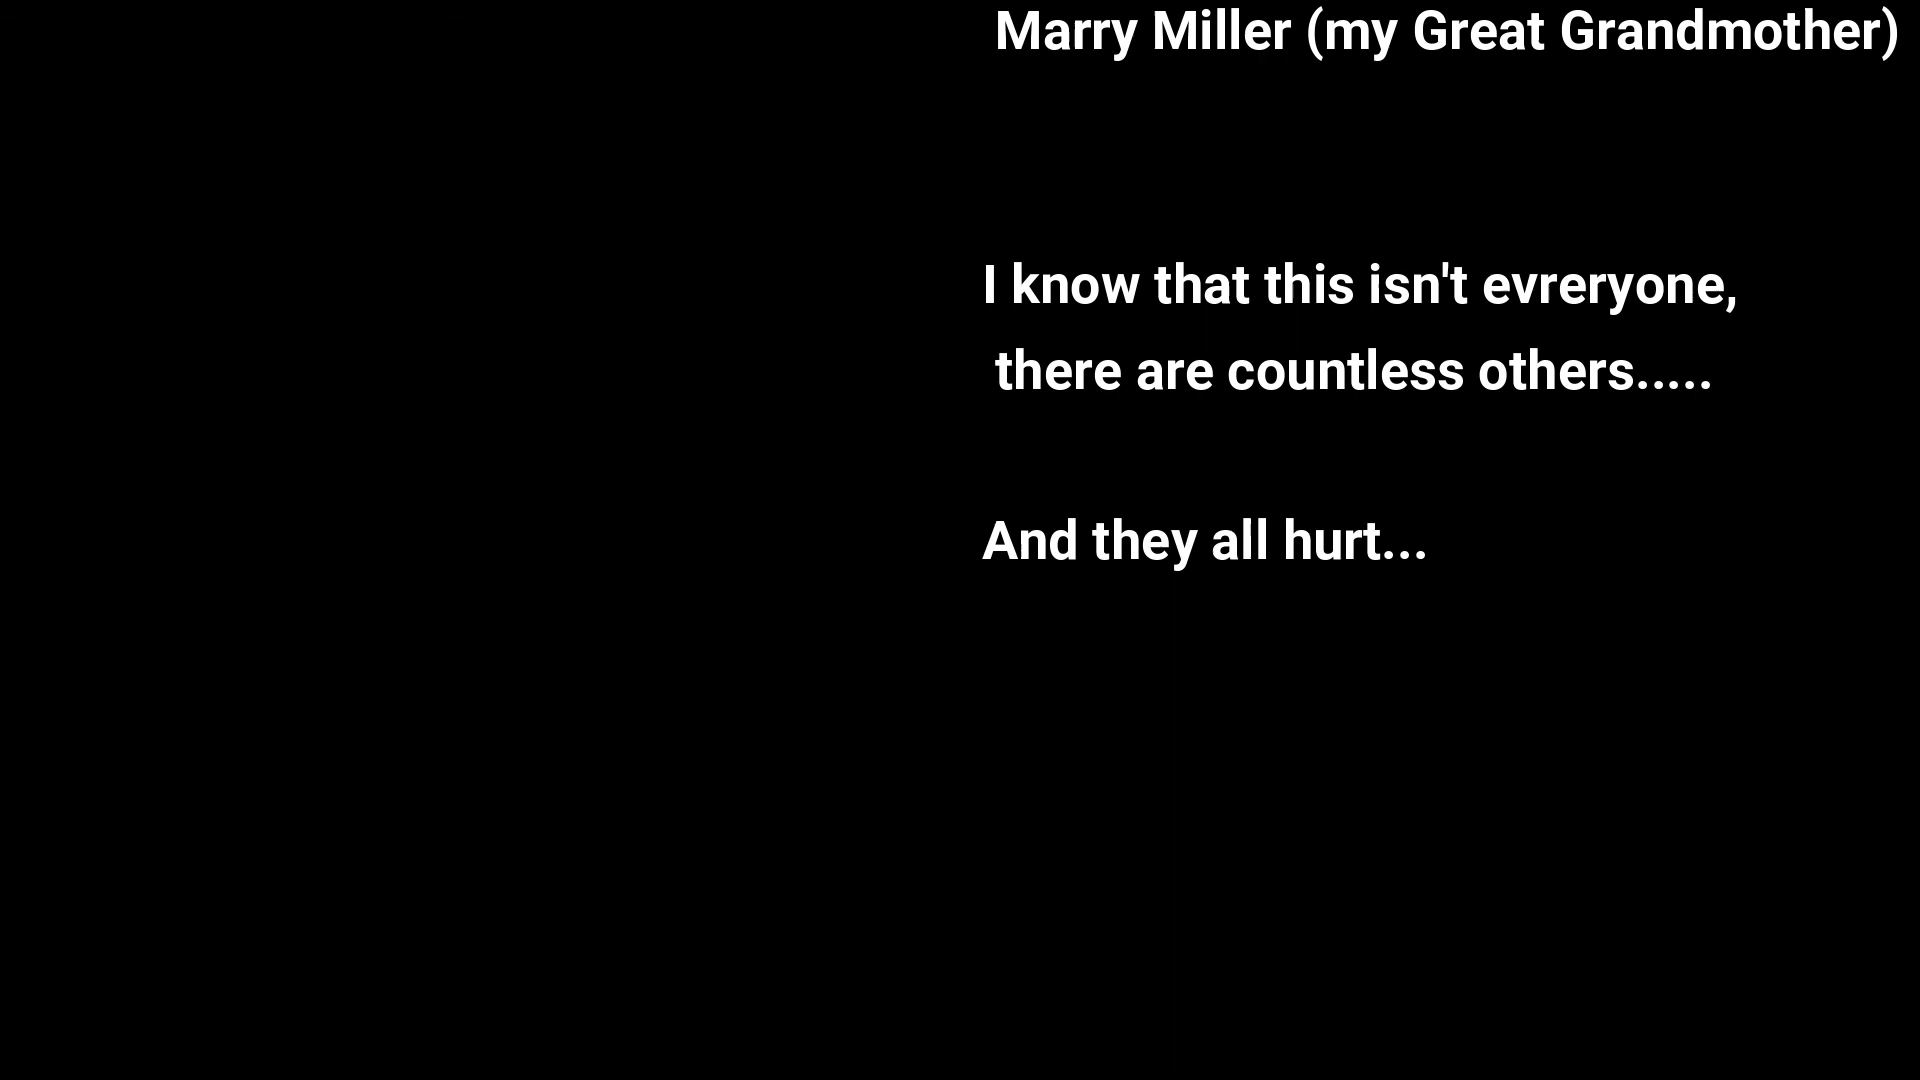 Marry Miller (my Great Grandmother)
I know that this isn't evreryone,
there are countless others.....
And they all hurt...